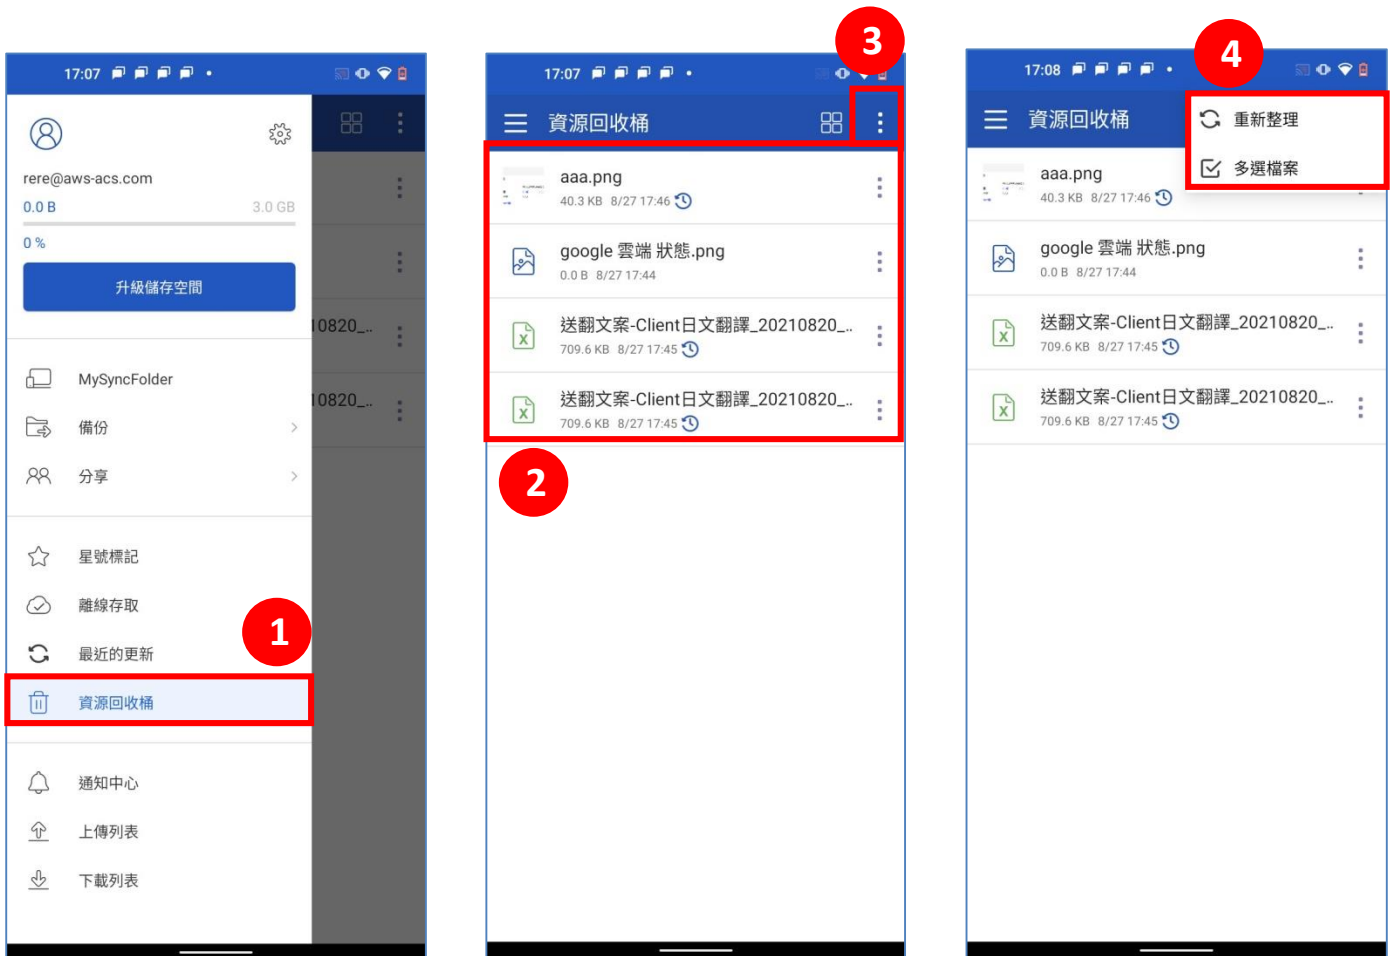 17:07
rere@aws-acs.com
0.0 B 3.0 GB
0 %
升級儲存空間
MySyncFolder
備份
分享
星號標記
離線存取
最近的更新
1
資源回收桶
通知中心
上傳列表
下載列表
10820_..
10820_..
3
17:07
資源回收桶
aaa.png
40.3 KB 8/27 17:46
google 雲端 狀態.png
0.0 B 8/27 17:44
送翻文案-Client日文翻譯_20210820_..
709.6 KB 8/27 17:45
送翻文案-Client日文翻譯_20210820_..
709.6 KB 8/27 17:45
2
4
17:08
資源回收桶
重新整理
多選檔案
aaa.png
40.3 KB 8/27 17:46
google 雲端 狀態.png
0.0 B 8/27 17:44
送翻文案-Client日文翻譯_20210820_..
709.6 KB 8/27 17:45
送翻文案-Client日文翻譯_20210820_..
709.6 KB 8/27 17:45